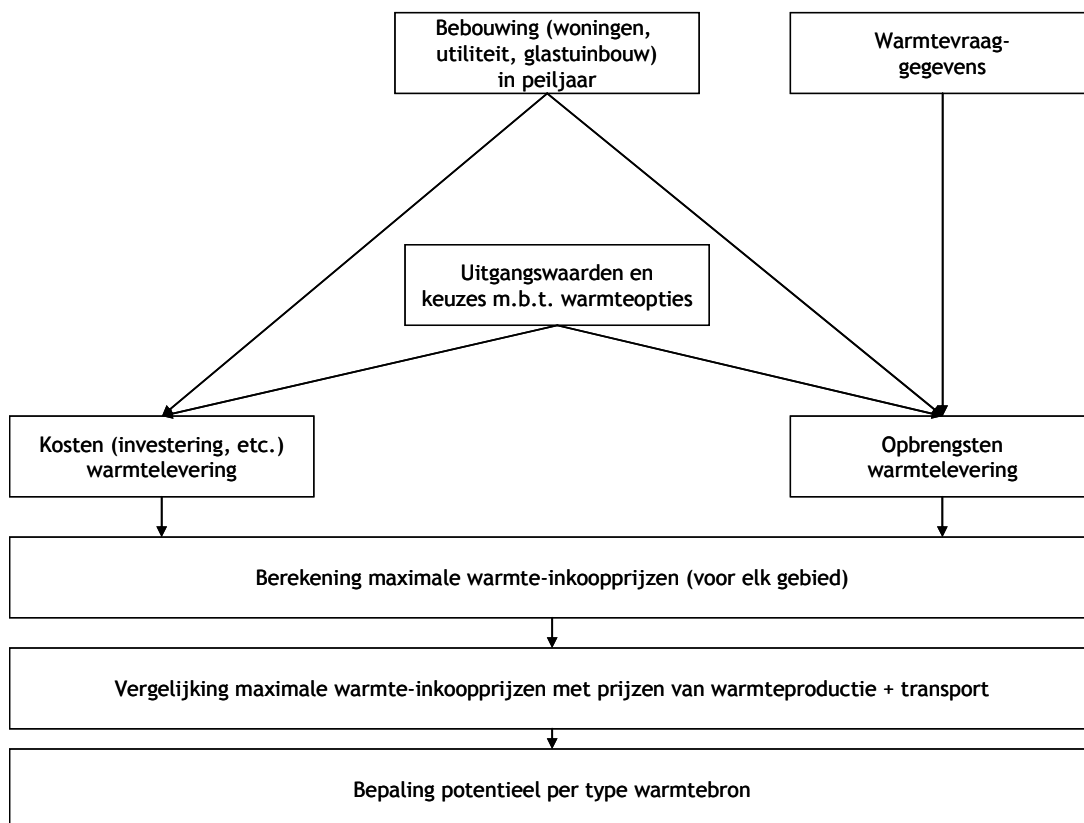 Bebouwing (woningen,
utiliteit, glastuinbouw)
in peiljaar
Warmtevraag-
gegevens
Uitgangswaarden en
keuzes m.b.t. warmteopties
Kosten (investering, etc.)
warmtelevering
Opbrengsten
warmtelevering
Berekening maximale warmte-inkoopprijzen (voor elk gebied)
Vergelijking maximale warmte-inkoopprijzen met prijzen van warmteproductie + transport
Bepaling potentieel per type warmtebron